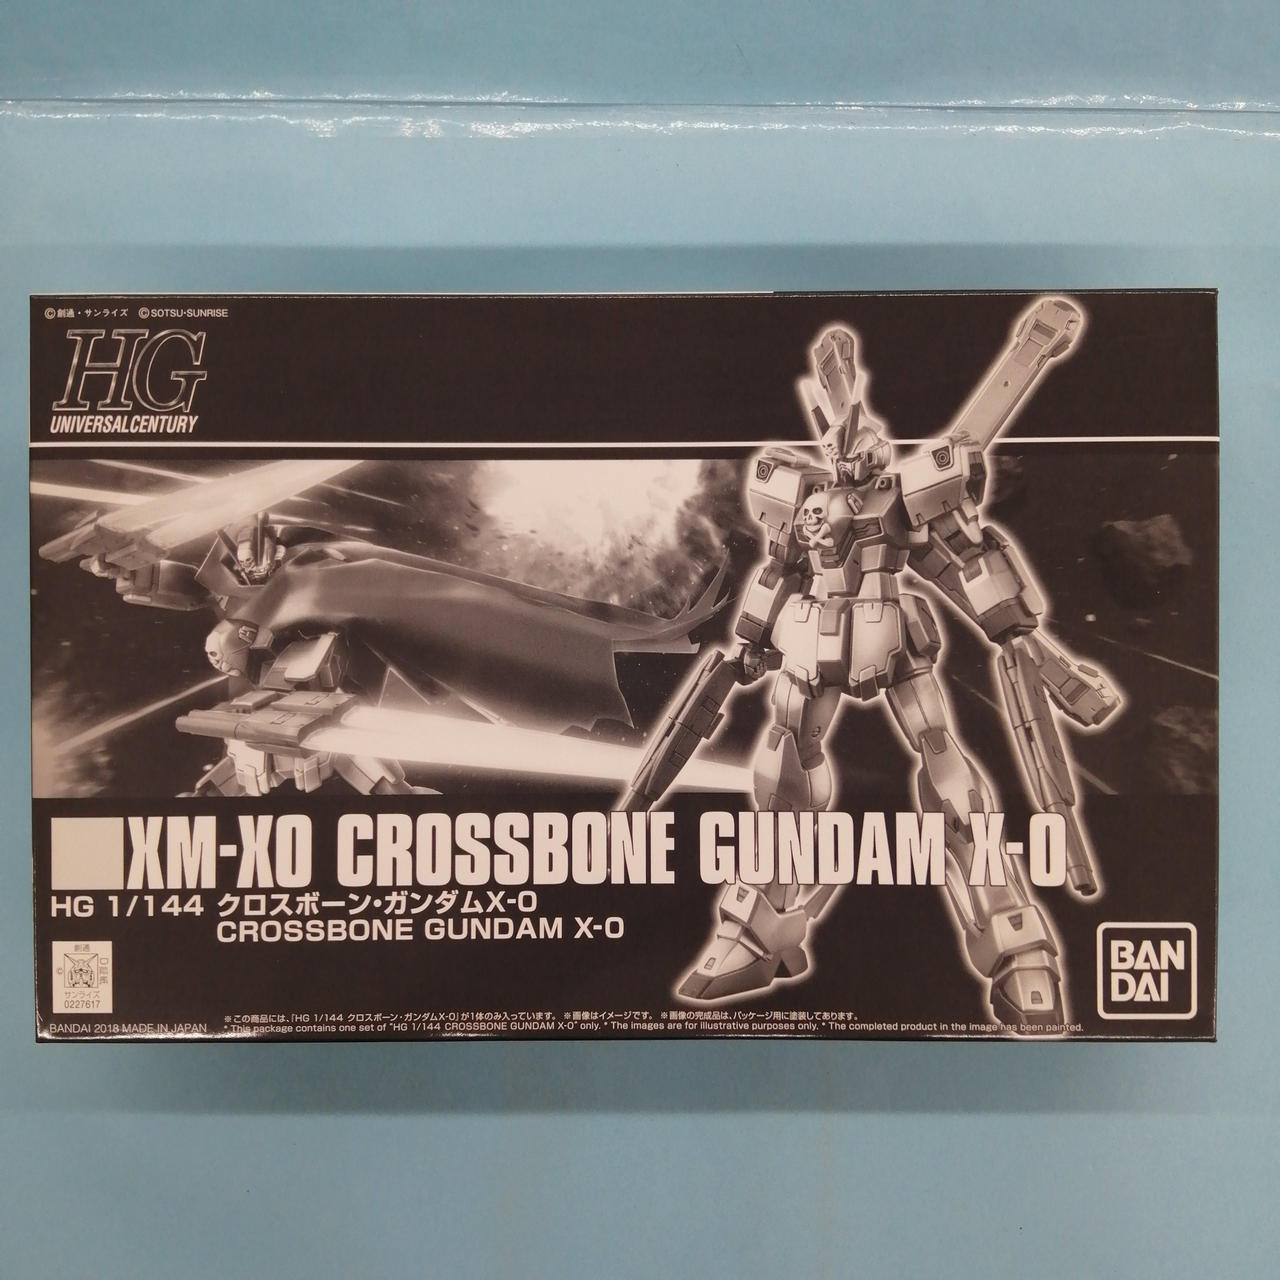 ©創通・サンライズ ©SOTSU・SUNRISE
HG
UNIVERSAL CENTURY
XM-X0 CROSSBONE GUNDAM X-0
HG 1/144 クロスボーン・ガンダムX-0
CROSSBONE GUNDAM X-0
創通
©
口証紙
サンライズ
0227617
BANDAI 2018 MADE IN JAPAN
※この商品には、「HG 1/144 クロスボーン・ガンダムX-0」が1体のみ入っています。 ※画像はイメージです。 ※画像の完成品は、パッケージ用に塗装してあります。
* This package contains one set of "HG 1/144 CROSSBONE GUNDAM X-0" only. * The images are for illustrative purposes only. * The completed product in the image has been painted.
BAN
DAI